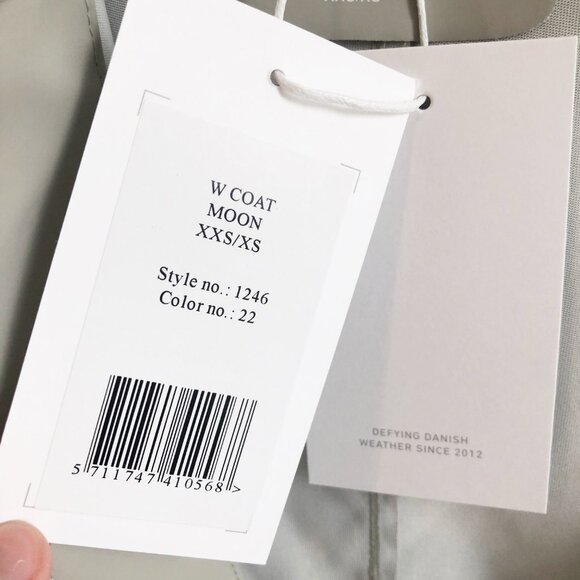 W COAT
MOON
XXS/XS
Style no.: 1246
Color no.: 22
5 711747 410568>
DEFYING DANISH
WEATHER SINCE 2012